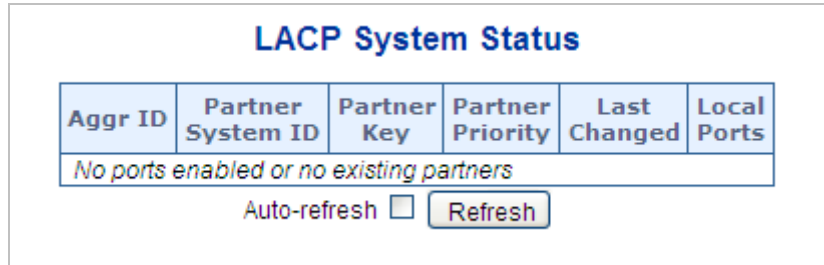 LACP System Status
Aggr ID Partner System ID Partner Key Partner Priority Last Changed Local Ports
No ports enabled or no existing partners
Auto-refresh Refresh